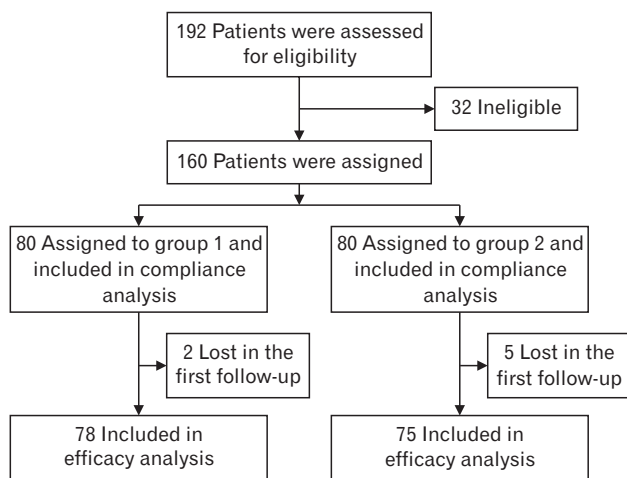 192 Patients were assessed
for eligibility
32 Ineligible
160 Patients were assigned
80 Assigned to group 1 and
included in compliance
analysis
80 Assigned to group 2 and
included in compliance
analysis
2 Lost in the
first follow-up
5 Lost in the
first follow-up
78 Included in
efficacy analysis
75 Included in
efficacy analysis